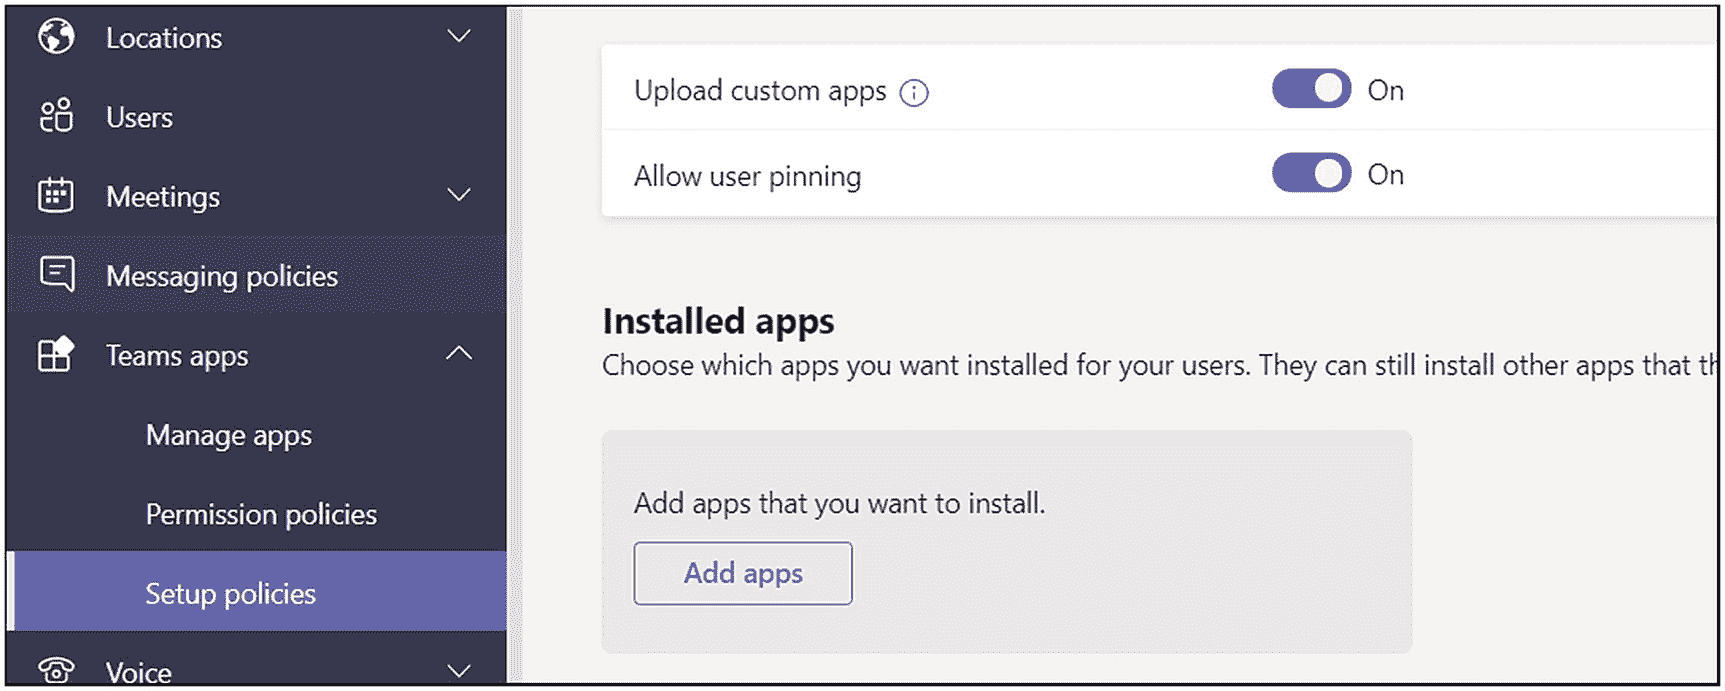 Locations
Users
Meetings
Messaging policies
Teams apps
Manage apps
Permission policies
Setup policies
Voice
Upload custom apps
On
Allow user pinning
On
Installed apps
Choose which apps you want installed for your users. They can still install other apps that
Add apps that you want to install.
Add apps